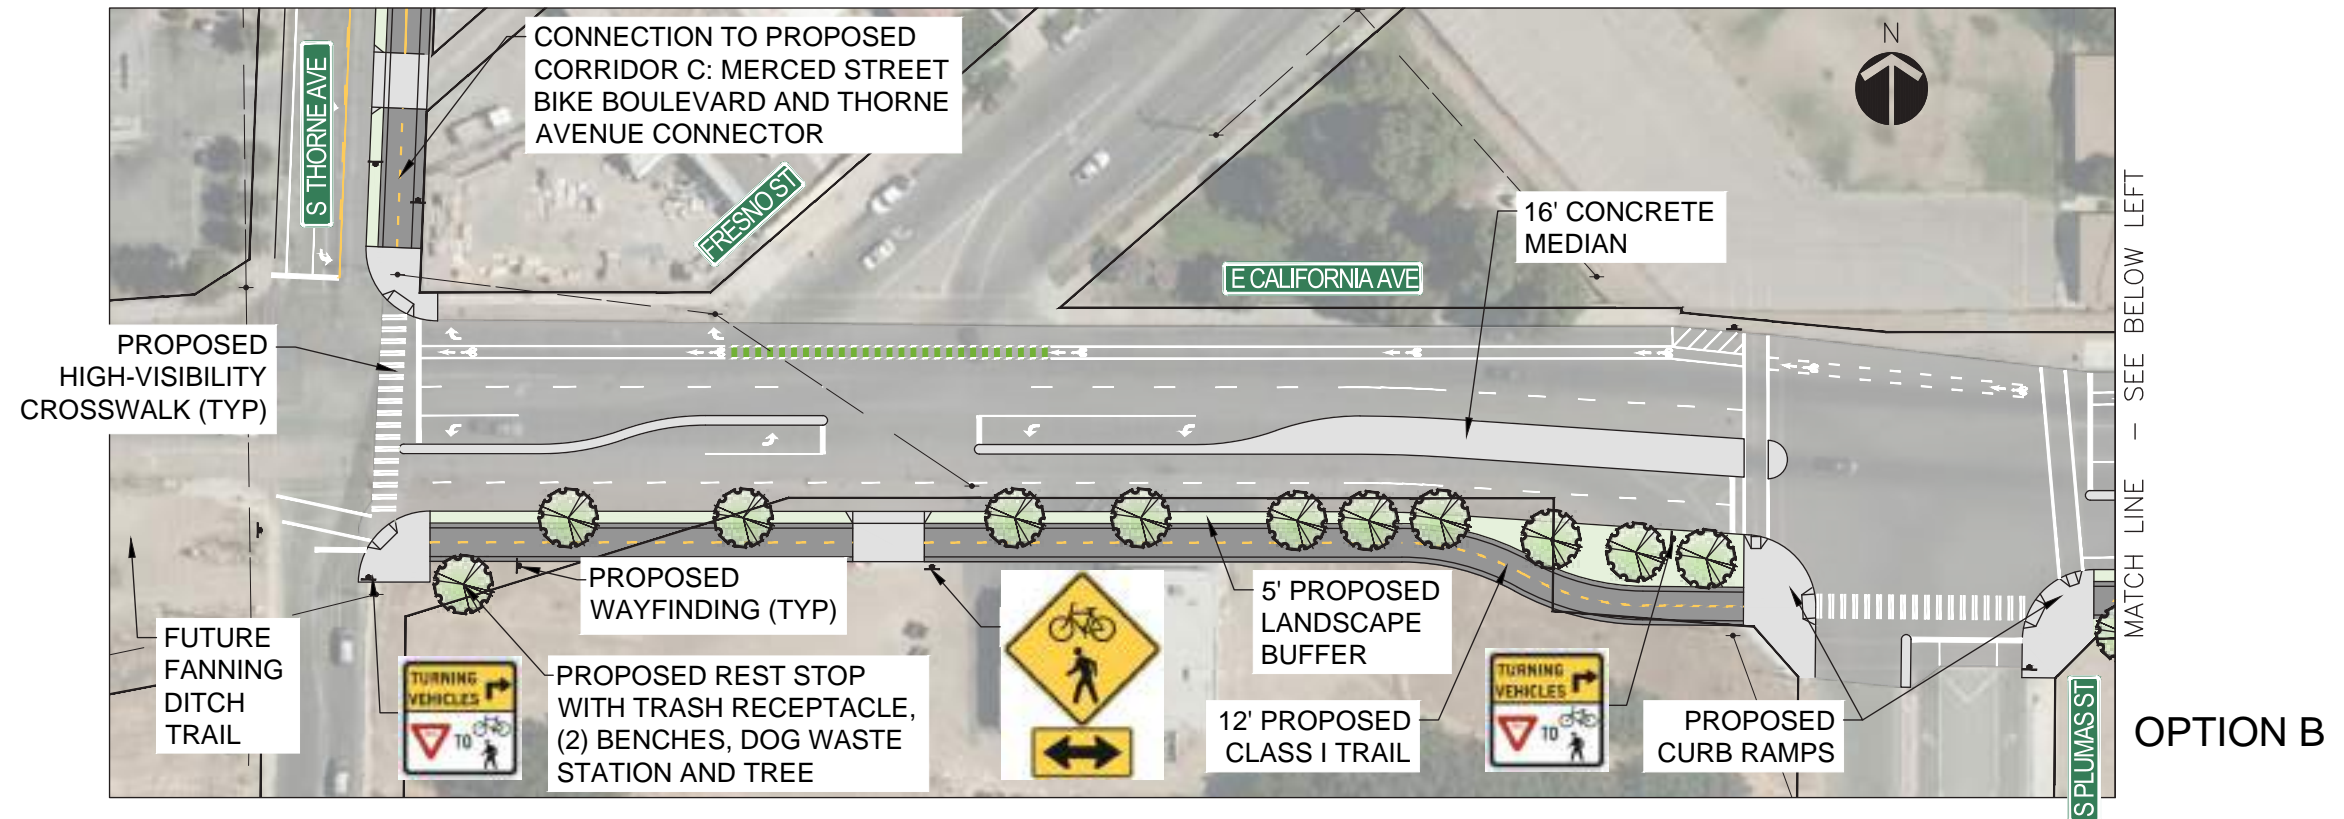 CONNECTION TO PROPOSED
CORRIDOR C: MERCED STREET
BIKE BOULEVARD AND THORNE
AVENUE CONNECTOR
N
S THORNE AVE
FRESNO ST
16' CONCRETE
MEDIAN
E CALIFORNIA AVE
MATCH LINE - SEE BELOW LEFT
PROPOSED
HIGH-VISIBILITY
CROSSWALK (TYP)
FUTURE
FANNING
DITCH
TRAIL
TURNING
VEHICLES
TO
PROPOSED
WAYFINDING (TYP)
PROPOSED REST STOP
WITH TRASH RECEPTACLE,
(2) BENCHES, DOG WASTE
STATION AND TREE
5' PROPOSED
LANDSCAPE
BUFFER
12' PROPOSED
CLASS I TRAIL
TURNING
VEHICLES
TO
PROPOSED
CURB RAMPS
S PLUMAS ST
OPTION B